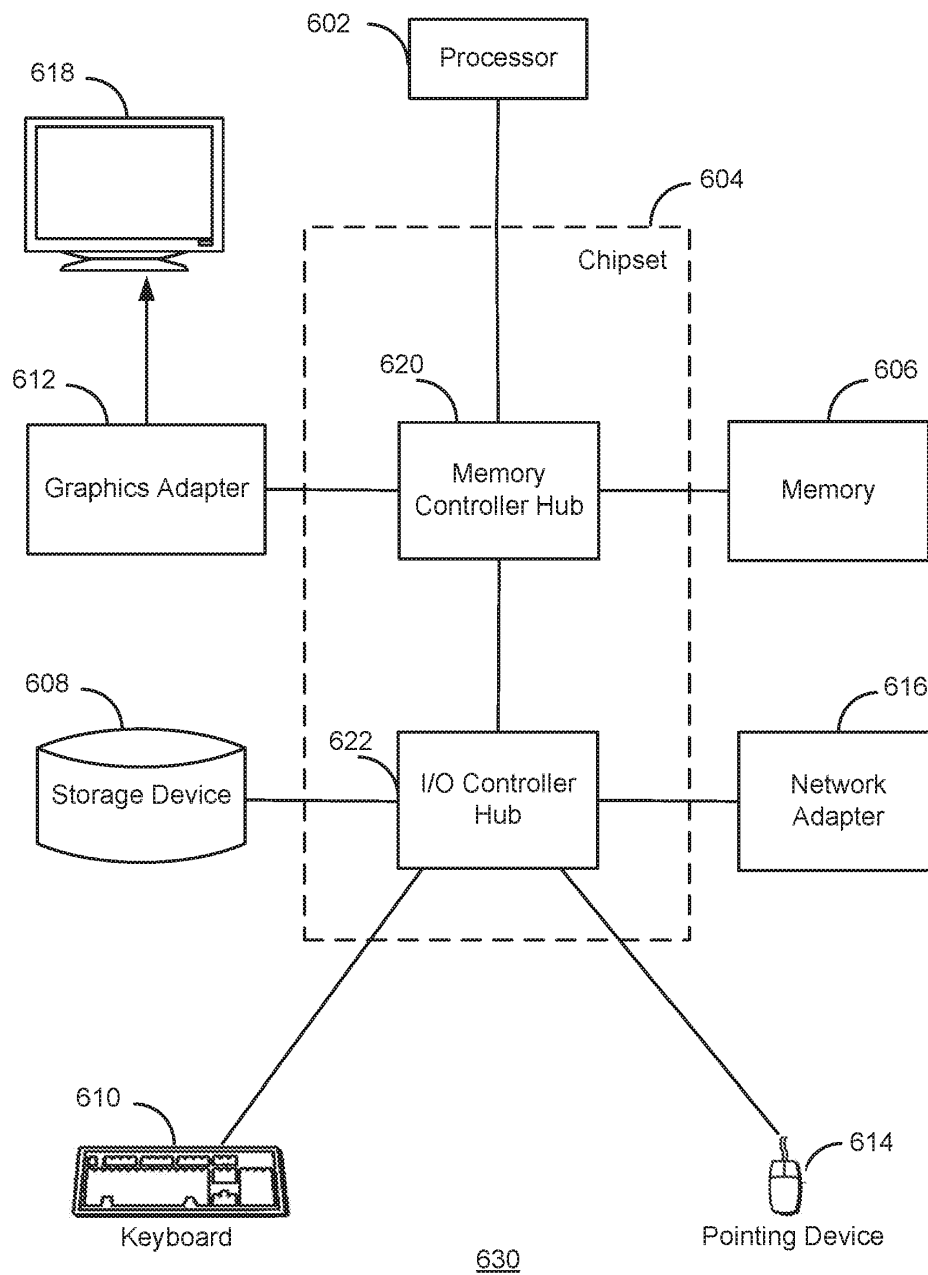 602
Processor
618
604
Chipset
612
620
606
Graphics Adapter
Memory
Controller Hub
Memory
608
622
616
Storage Device
I/O Controller
Hub
Network
Adapter
610
614
Keyboard
Pointing Device
630